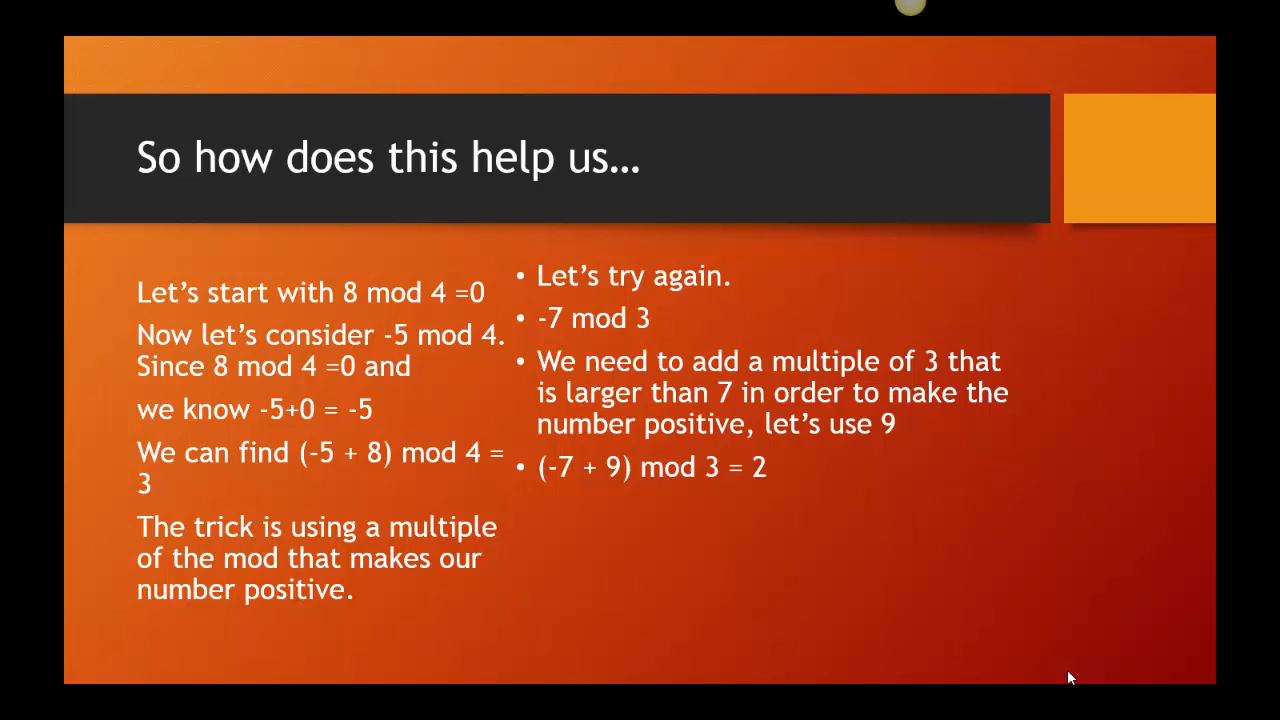 So how does this help us…
Let's start with 8 mod 4 =0
Now let's consider -5 mod 4.
Since 8 mod 4 =0 and
we know -5+0 = -5
We can find (-5 + 8) mod 4 =
3
The trick is using a multiple
of the mod that makes our
number positive.
• Let's try again.
• -7 mod 3
• We need to add a multiple of 3 that
is larger than 7 in order to make the
number positive, let's use 9
• (-7 + 9) mod 3 = 2